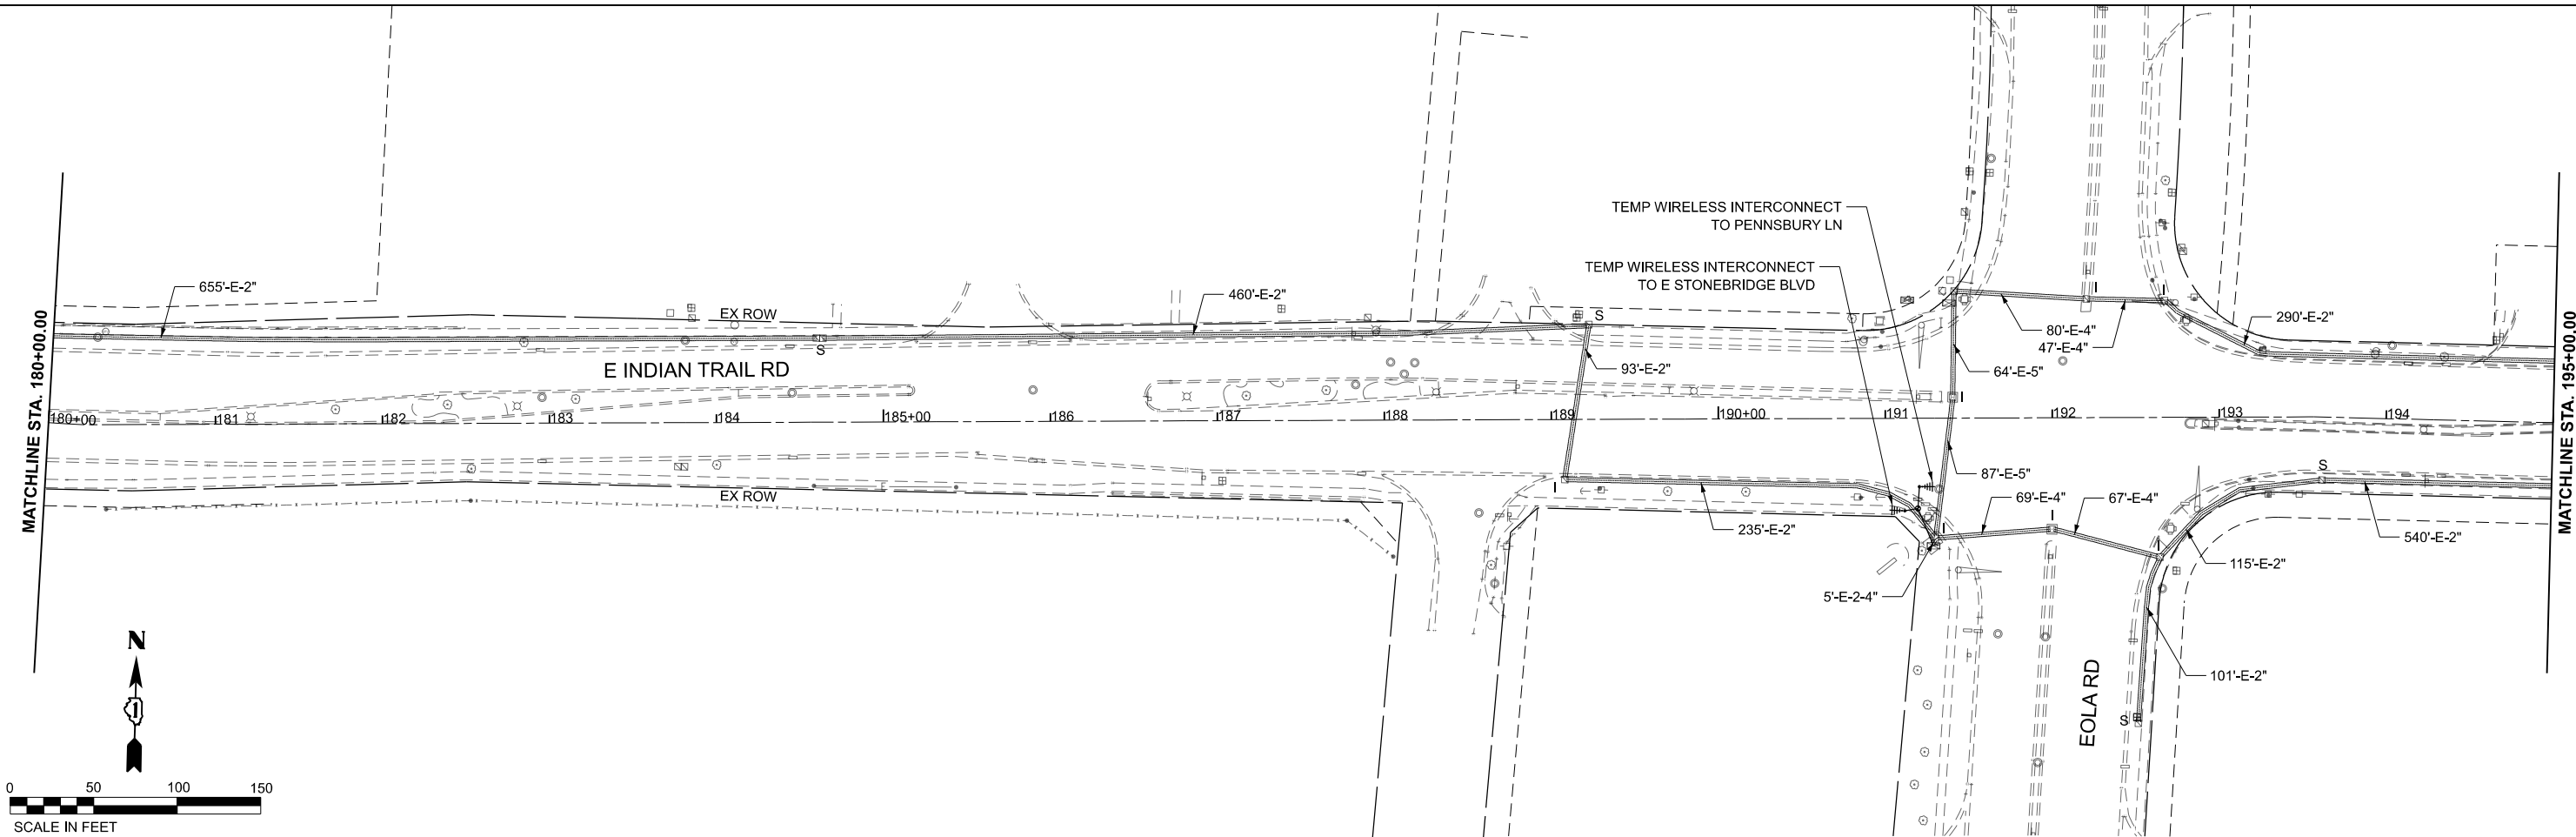 TEMP WIRELESS INTERCONNECT
TO PENNSBURY LN
TEMP WIRELESS INTERCONNECT
TO E STONEBRIDGE BLVD
MATCHLINE STA. 180+00.00
655'-E-2"
EX ROW
460'-E-2"
S
S
93'-E-2"
E INDIAN TRAIL RD
80'-E-4"
47'-E-4"
I
I
290'-E-2"
64'-E-5"
I
MATCHLINE STA. 195+00.00
180+00
181
182
183
184
185+00
186
187
188
189
190+00
191
192
193
194
EX ROW
I
235'-E-2"
87'-E-5"
69'-E-4"
67'-E-4"
I
I
I
S
540'-E-2"
115'-E-2"
5'-E-2-4"
101'-E-2"
S
EOLA RD
N
1
0 50 100 150
SCALE IN FEET